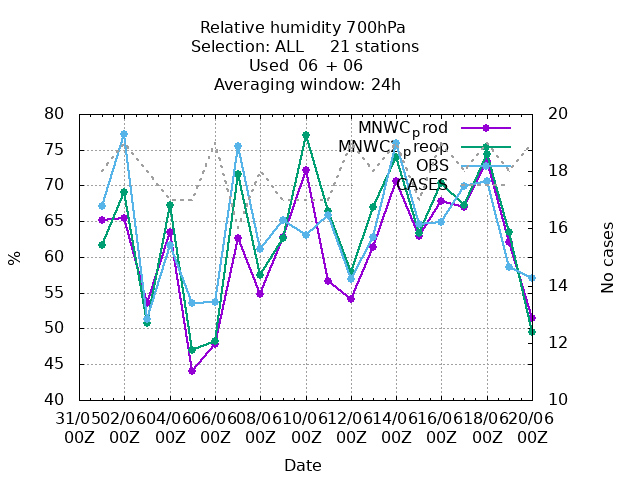 Relative humidity 700hPa
Selection: ALL 21 stations
Used 06 + 06
Averaging window: 24h
80
75
70
65
60
55
50
45
40
20
18
16
14
12
10
%
No cases
MNWC_prod
MNWC2_preop
OBS
CASES
31/05 02/06 04/06 06/06 08/06 10/06 12/06 14/06 16/06 18/06 20/06
00Z 00Z 00Z 00Z 00Z 00Z 00Z 00Z 00Z 00Z 00Z
Date